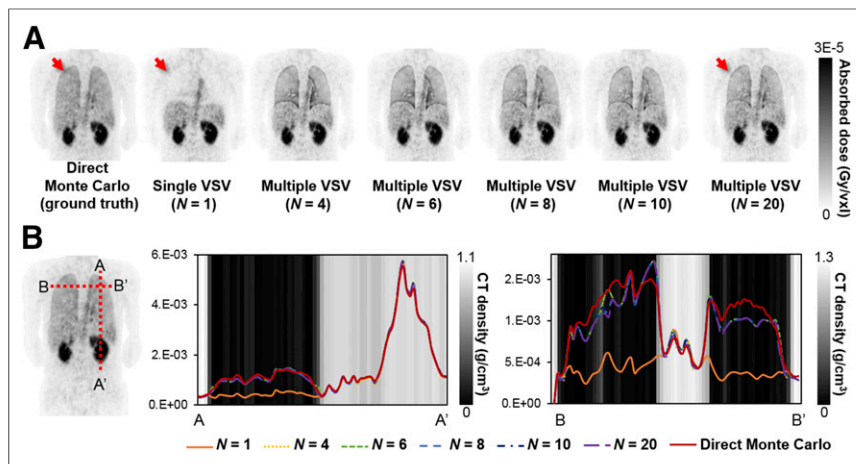 A
Direct
Monte Carlo
(ground truth)
Single VSV
(N = 1)
Multiple VSV
(N = 4)
Multiple VSV
(N = 6)
Multiple VSV
(N = 8)
Multiple VSV
(N = 10)
Multiple VSV
(N = 20)
3E-5
0
Absorbed dose (Gy/vxl)
B
A
B
B'
A'
6.E-03
4.E-03
2.E-03
0.E+00
A
A'
1.1
0
CT density (g/cm³)
2.E-03
1.E-03
5.E-04
0.E+00
B
B'
1.3
0
CT density (g/cm³)
N = 1
N = 4
N = 6
N = 8
N = 10
N = 20
Direct Monte Carlo